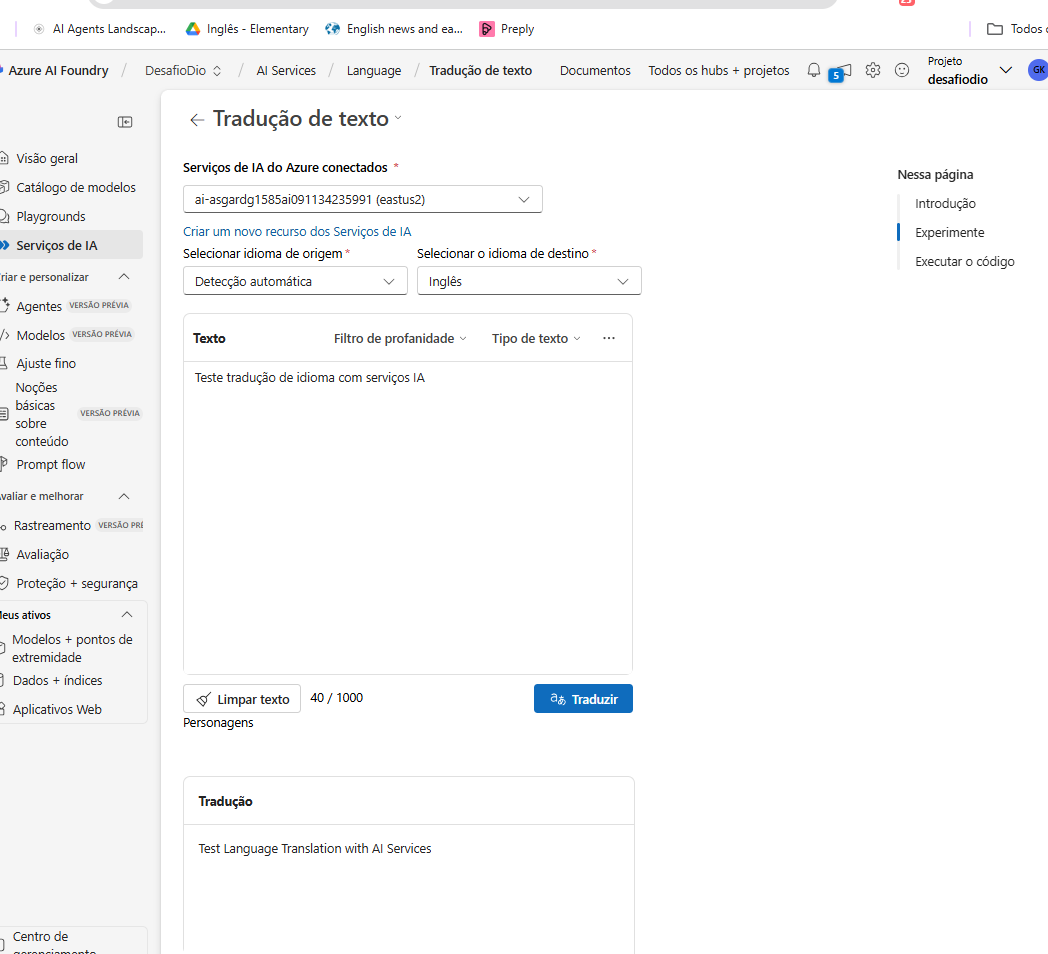 AI Agents Landscap... Inglês - Elementary English news and ea... Preply Todos
Azure AI Foundry / DesafioDio / AI Services / Language / Tradução de texto Documentos Todos os hubs + projetos 5 Projeto desafiodio GK
Tradução de texto
Visão geral
Catálogo de modelos
Playgrounds
Serviços de IA
riar e personalizar
Agentes VERSÃO PRÉVIA
Modelos VERSÃO PRÉVIA
Ajuste fino
Noções
básicas
sobre
conteúdo
VERSÃO PRÉVIA
Prompt flow
valiar e melhorar
Rastreamento VERSÃO PRÉ
Avaliação
Proteção + segurança
Meus ativos
Modelos + pontos de
extremidade
Dados + índices
Aplicativos Web
Centro de
gerenciamento
Serviços de IA do Azure conectados *
ai-asgardg1585ai091134235991 (eastus2)
Criar um novo recurso dos Serviços de IA
Selecionar idioma de origem * Selecionar o idioma de destino *
Detecção automática Inglês
Texto Filtro de profanidade Tipo de texto ...
Teste tradução de idioma com serviços IA
Limpar texto 40 / 1000 Traduzir
Personagens
Tradução
Test Language Translation with AI Services
Nessa página
Introdução
Experimente
Executar o código